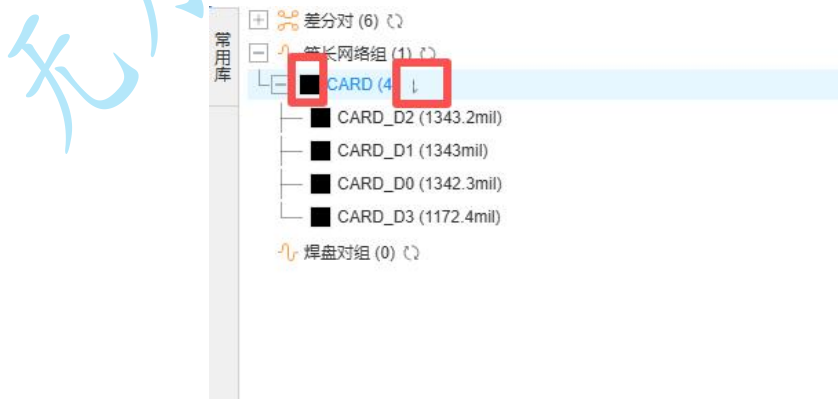 差分对 (6)
常用库
等长网络组 (1)
CARD (4
CARD_D2 (1343.2mil)
CARD_D1 (1343mil)
CARD_D0 (1342.3mil)
CARD_D3 (1172.4mil)
焊盘对组 (0)
无